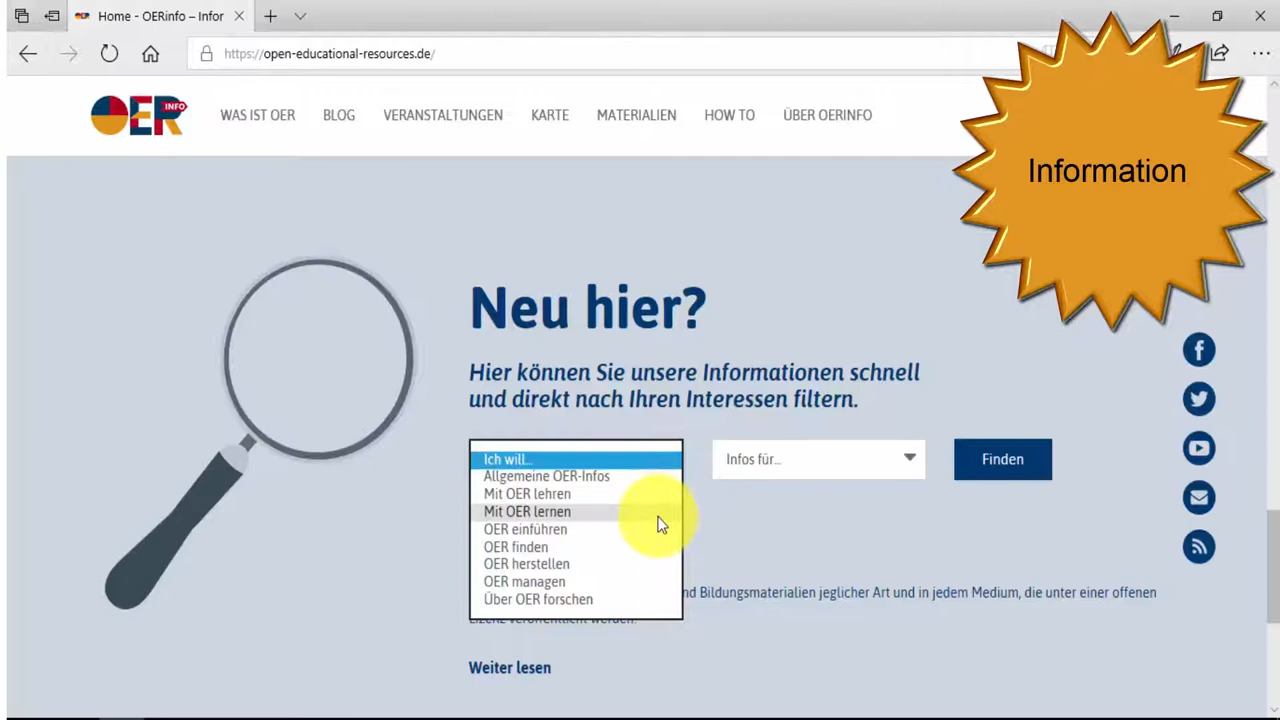 Home - OERinfo – Infor
https://open-educational-resources.de/
OER INFO
WAS IST OER
BLOG
VERANSTALTUNGEN
KARTE
MATERIALIEN
HOW TO
ÜBER OERINFO
Information
Neu hier?
Hier können Sie unsere Informationen schnell
und direkt nach Ihren Interessen filtern.
Ich will...
Infos für...
Finden
Allgemeine OER-Infos
Mit OER lehren
Mit OER lernen
OER einführen
OER finden
OER herstellen
OER managen
Über OER forschen
nd Bildungsmaterialien jeglicher Art und in jedem Medium, die unter einer offenen
Weiter lesen